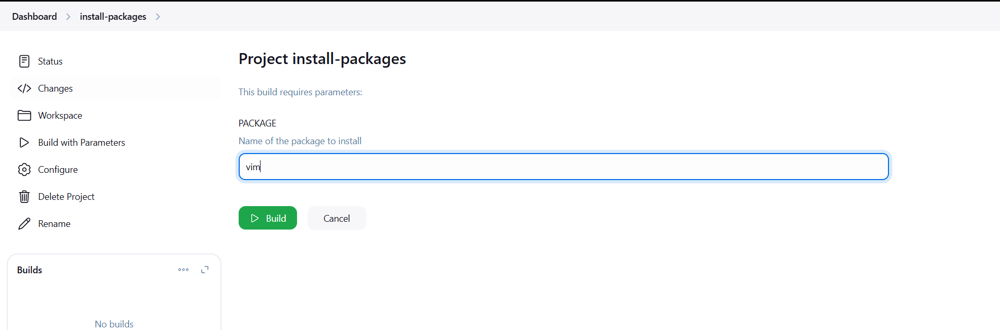 Dashboard > install-packages >
Status
Changes
Workspace
Build with Parameters
Configure
Delete Project
Rename
Builds
No builds
Project install-packages
This build requires parameters:
PACKAGE
Name of the package to install
vim
Build Cancel